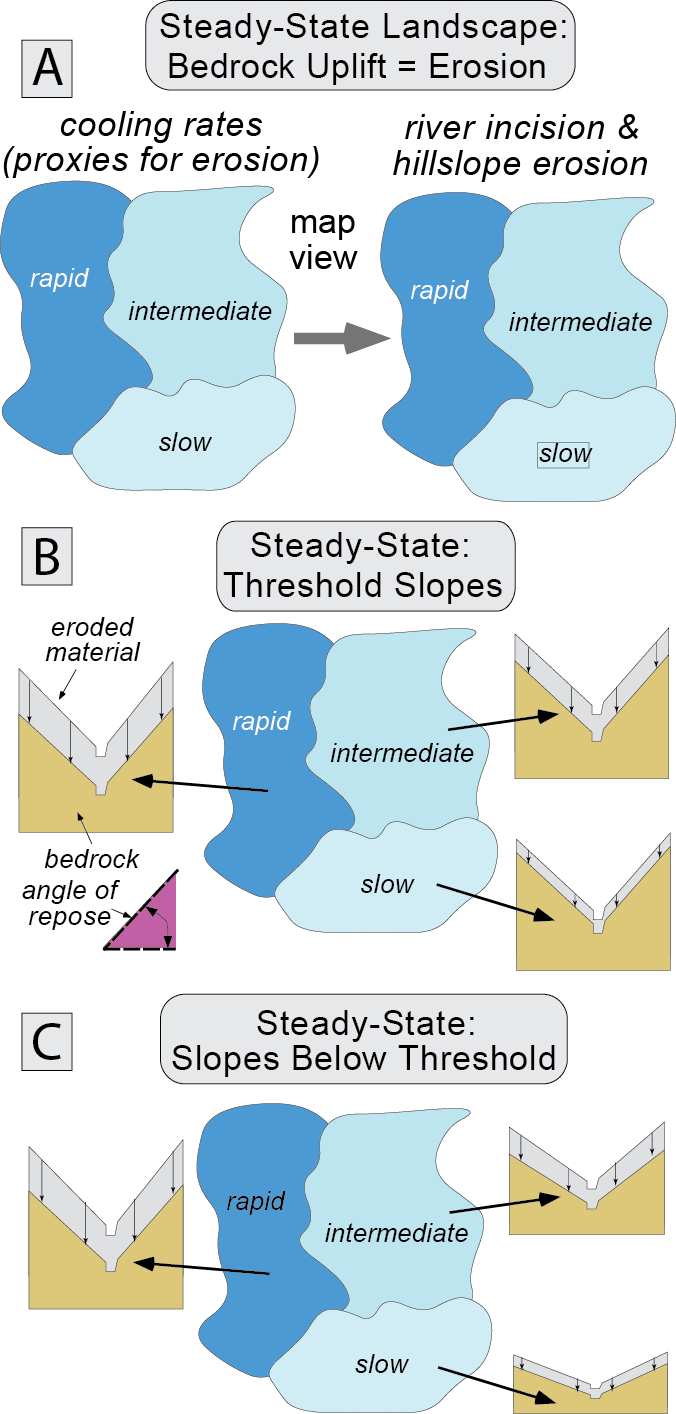 A
Steady-State Landscape:
Bedrock Uplift = Erosion
cooling rates
(proxies for erosion)
river incision &
hillslope erosion
map
view
rapid
intermediate
slow
rapid
intermediate
slow
B
Steady-State:
Threshold Slopes
eroded
material
rapid
intermediate
slow
bedrock
angle of
repose
C
Steady-State:
Slopes Below Threshold
rapid
intermediate
slow